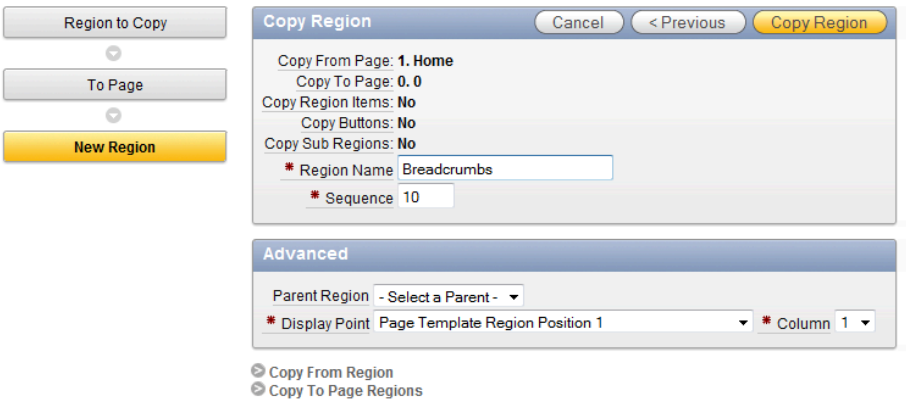 Region to Copy
To Page
New Region
Copy Region
Cancel
< Previous
Copy Region
Copy From Page: 1. Home
Copy To Page: 0. 0
Copy Region Items: No
Copy Buttons: No
Copy Sub Regions: No
* Region Name Breadcrumbs
* Sequence 10
Advanced
Parent Region - Select a Parent -
* Display Point Page Template Region Position 1 * Column 1
Copy From Region
Copy To Page Regions